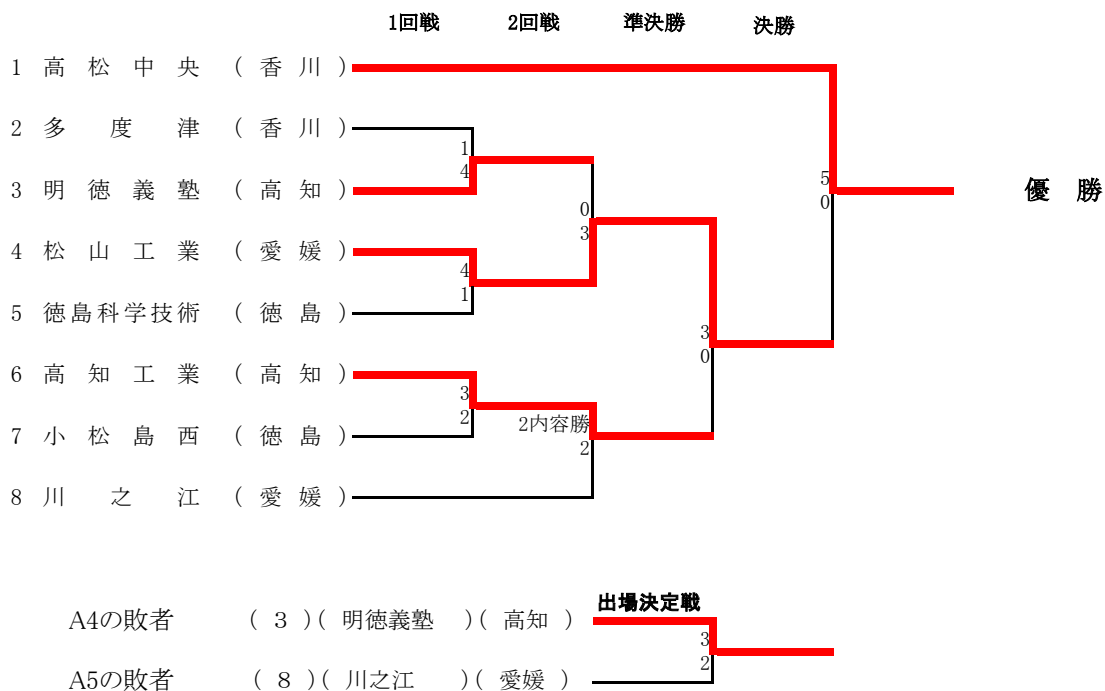 1回戦 2回戦 準決勝 決勝
1 高松中央 (香川)
2 多度津 (香川)
1
4
3 明徳義塾 (高知)
5
0
優勝
0
3
4 松山工業 (愛媛)
4
1
5 徳島科学技術 (徳島)
3
0
6 高知工業 (高知)
3
2
2内容勝
2
7 小松島西 (徳島)
8 川之江 (愛媛)
出場決定戦
A4の敗者 (3)(明徳義塾)(高知)
3
2
A5の敗者 (8)(川之江)(愛媛)